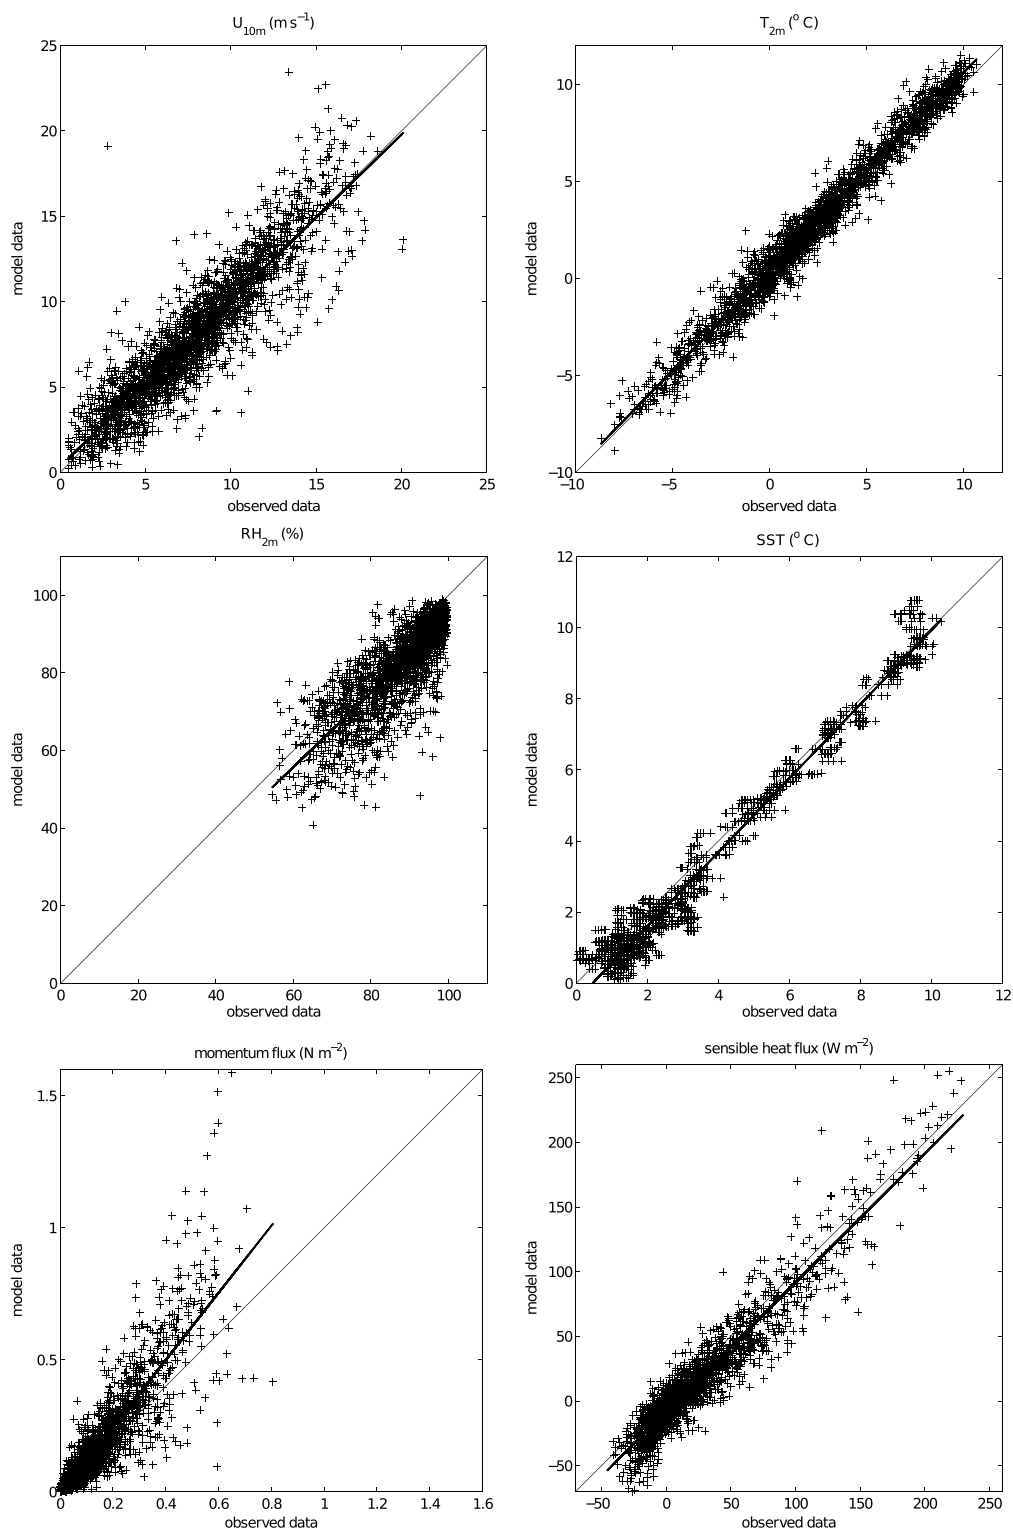 U10m (m s−1)
25
20
15
10
5
0
model data
0 5 10 15 20 25
observed data
T2m (o C)
10
5
0
−5
−10
model data
−10 −5 0 5 10
observed data
RH2m (%)
100
80
60
40
20
0
model data
0 20 40 60 80 100
observed data
SST (o C)
12
10
8
6
4
2
0
model data
0 2 4 6 8 10 12
observed data
momentum flux (N m−2)
1.5
1
0.5
0
model data
0 0.2 0.4 0.6 0.8 1 1.2 1.4 1.6
observed data
sensible heat flux (W m−2)
250
200
150
100
50
0
−50
model data
−50 0 50 100 150 200 250
observed data